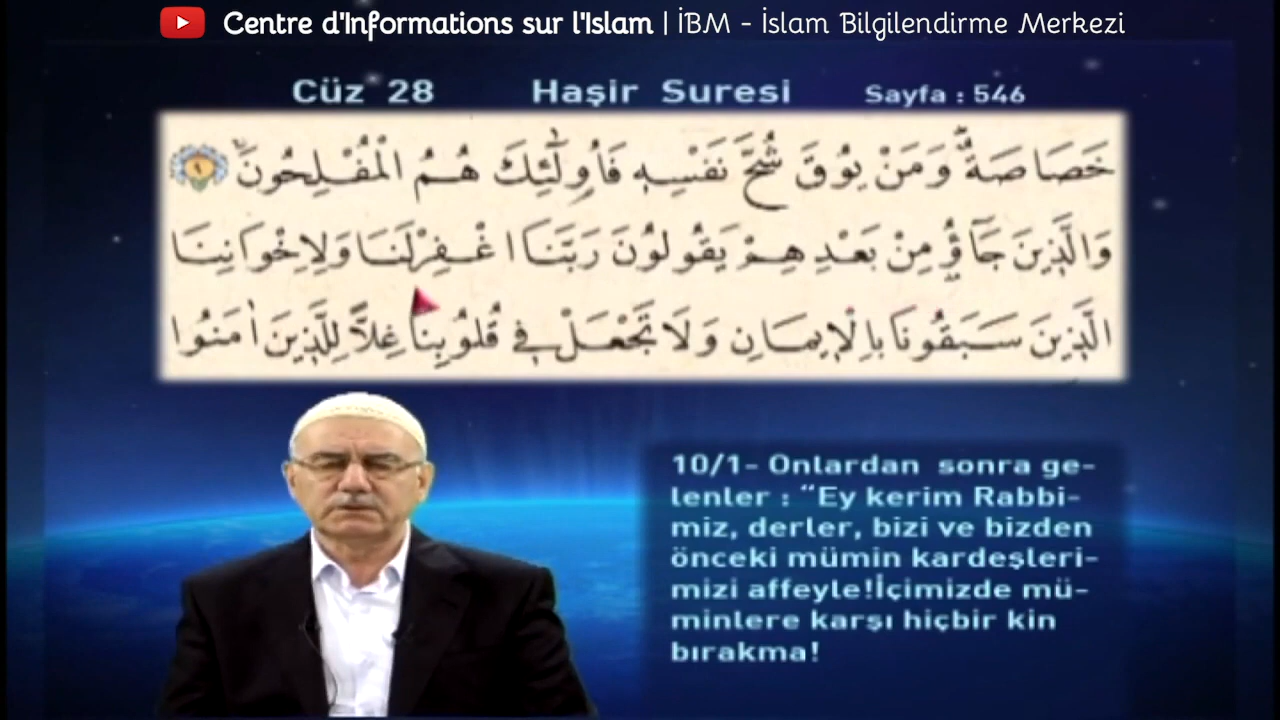 Centre d'Informations sur l'Islam | İBM - İslam Bilgilendirme Merkezi
Cüz 28 Haşir Suresi Sayfa : 546
خَصَاصَةٌ وَمَنْ يُوقَ شُحَّ نَفْسِهِ فَاُولٰٓئِكَ هُمُ الْمُفْلِحُونَ ٩
وَالَّذِينَ جَٓاؤُ مِنْ بَعْدِهِمْ يَقُولُونَ رَبَّنَا اغْفِرْلَنَا وَلِاِخْوَانِنَا
الَّذِينَ سَبَقُونَا بِالْاِيمَانِ وَلَا تَجْعَلْ فِي قُلُوبِنَا غِلًّا لِلَّذِينَ اٰمَنُوا
10/1- Onlardan sonra ge-
lenler : “Ey kerim Rabbi-
miz, derler, bizi ve bizden
önceki mümin kardeşleri-
mizi affeyle!İçimizde mü-
minlere karşı hiçbir kin
bırakma!